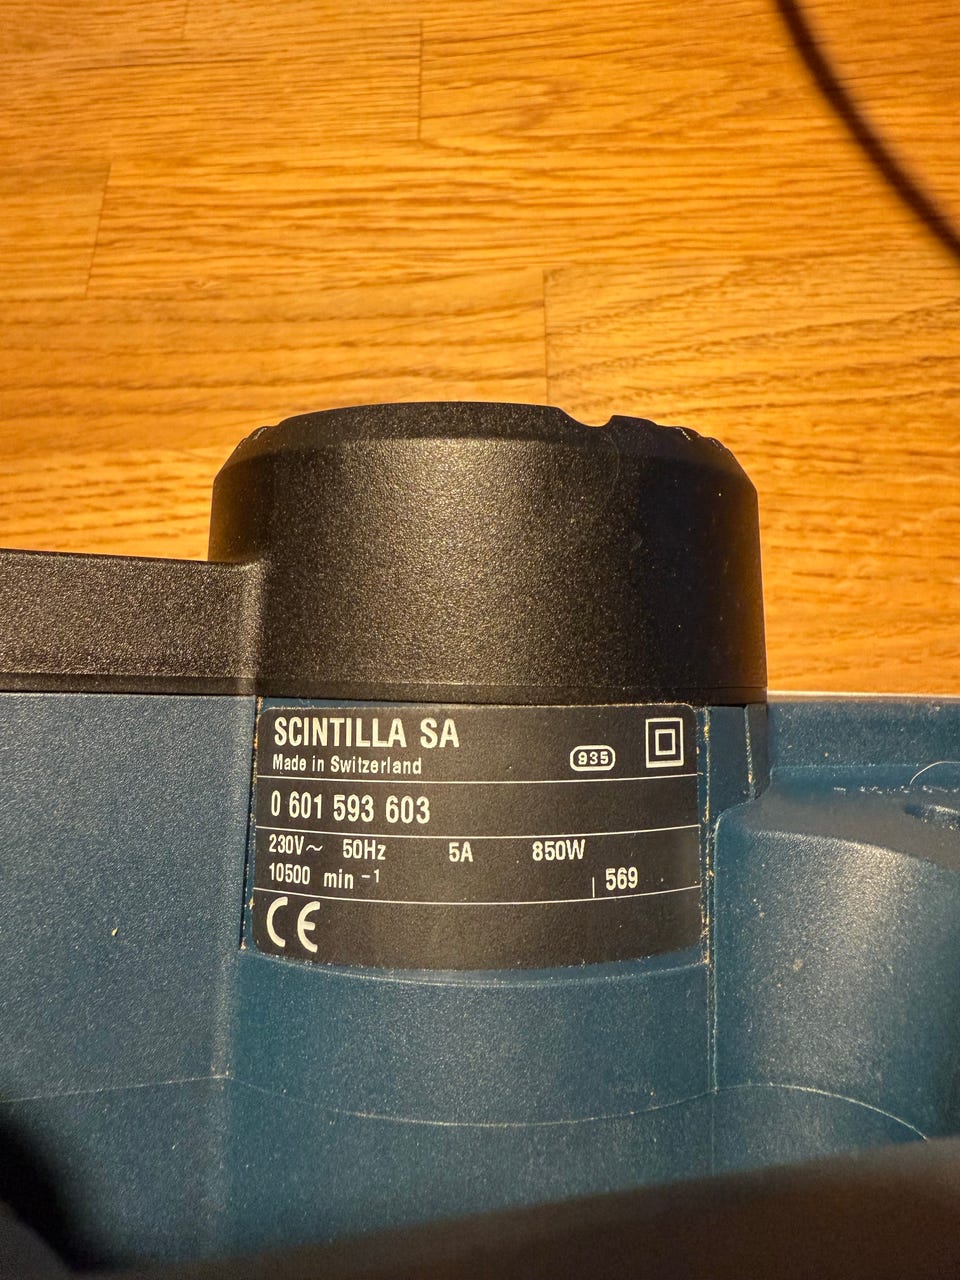 SCINTILLA SA
Made in Switzerland
935
0 601 593 603
230V~ 50Hz 5A 850W
10500 min -1 569
CE